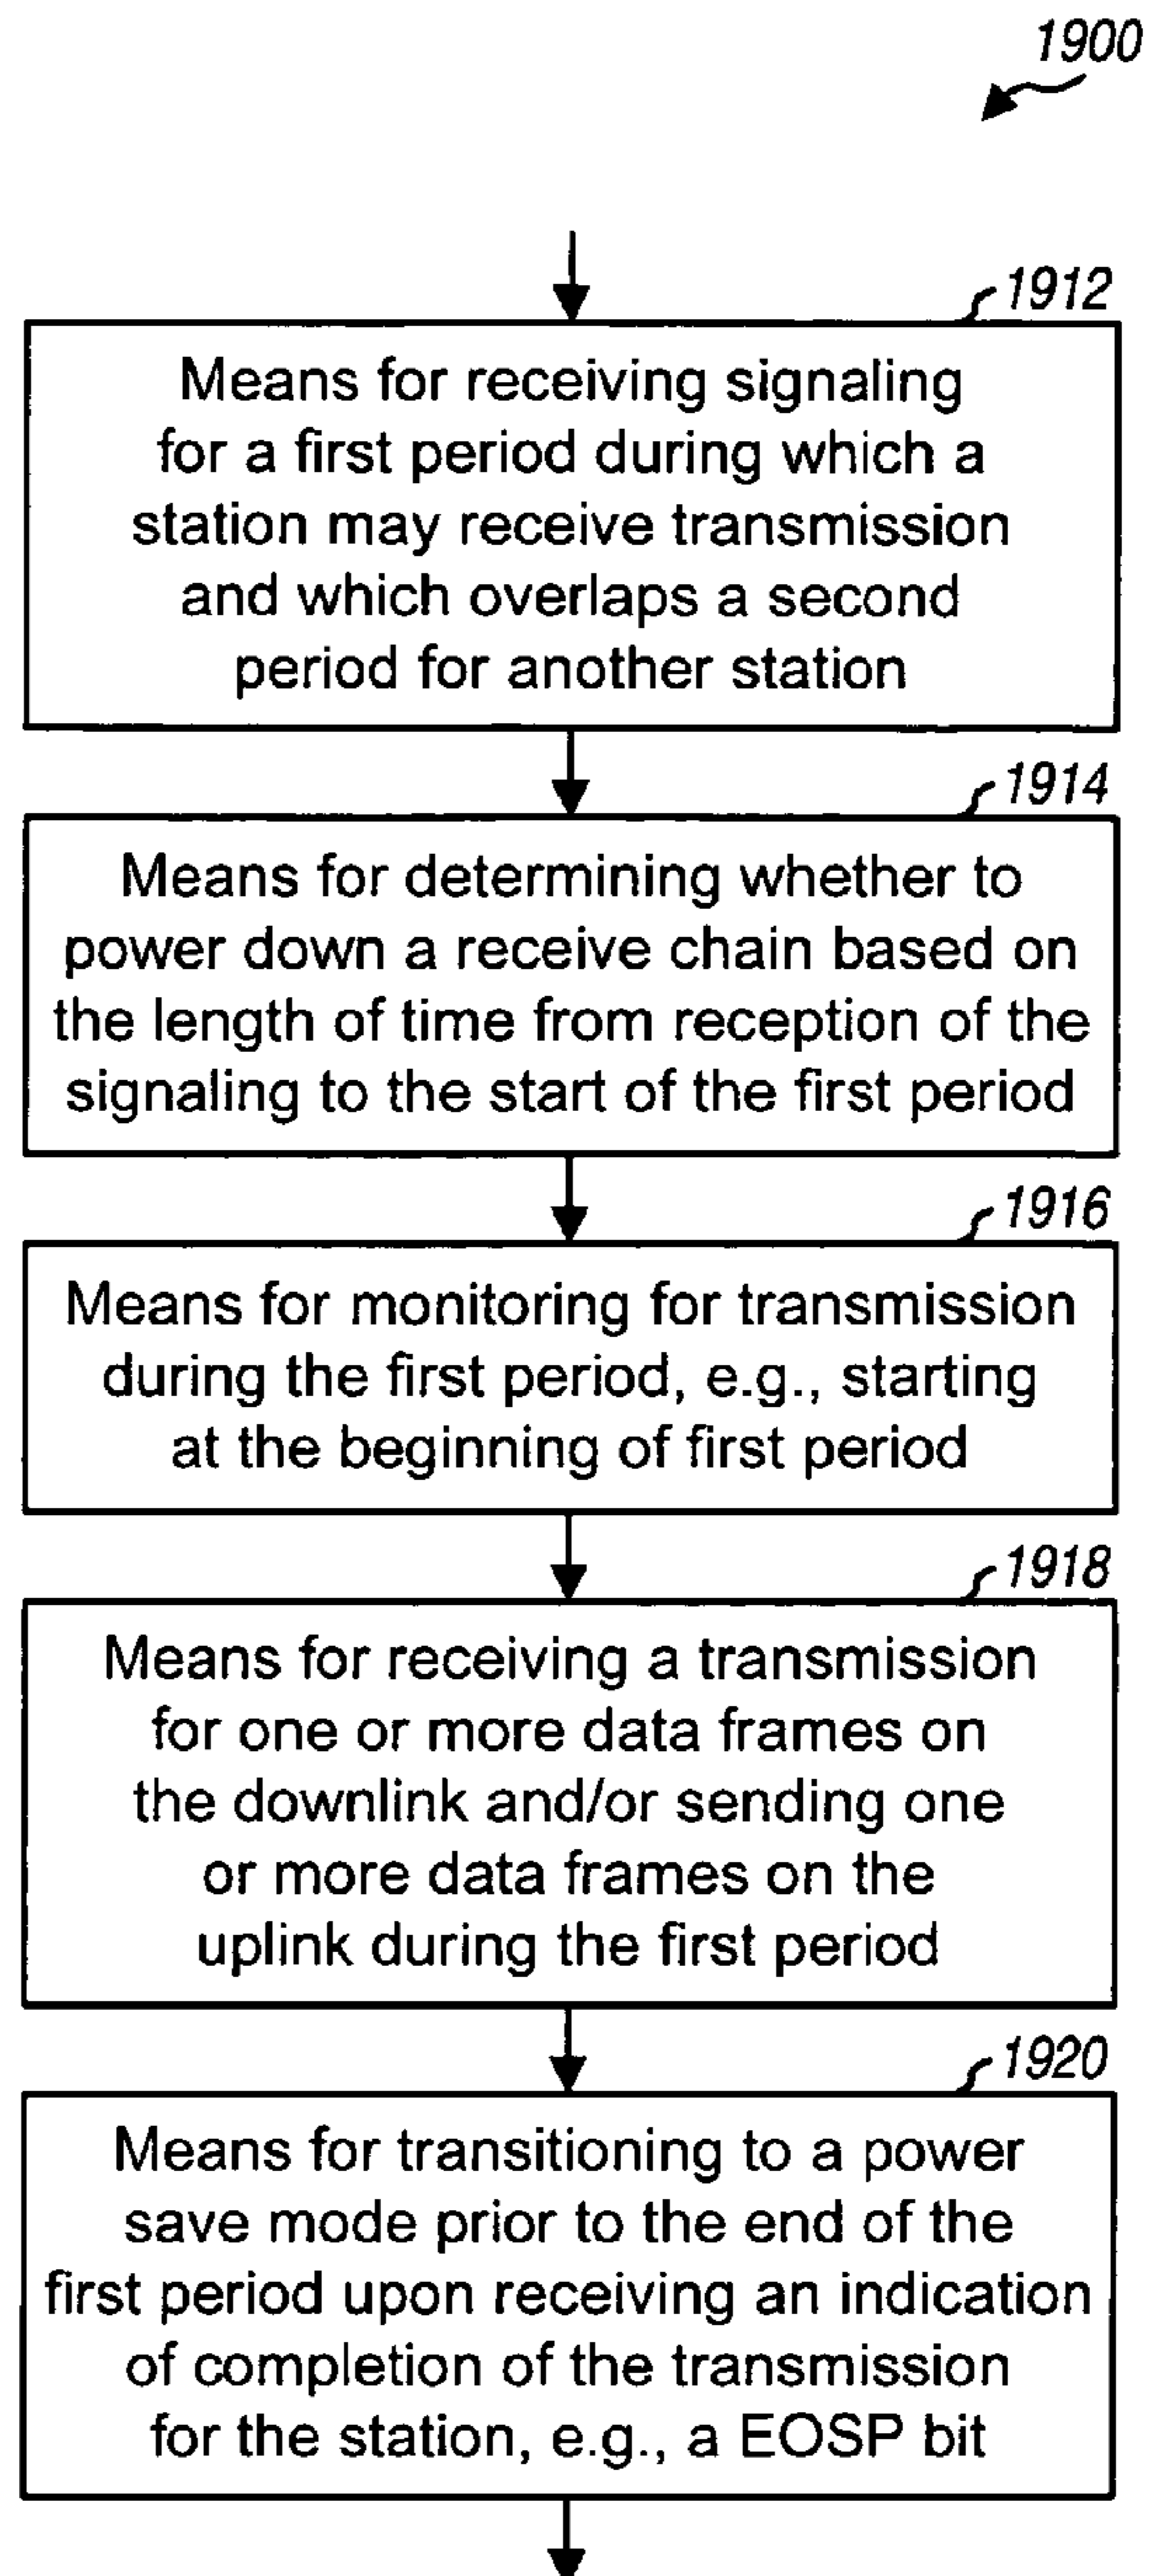 1900
1912
Means for receiving signaling
for a first period during which a
station may receive transmission
and which overlaps a second
period for another station
1914
Means for determining whether to
power down a receive chain based on
the length of time from reception of the
signaling to the start of the first period
1916
Means for monitoring for transmission
during the first period, e.g., starting
at the beginning of first period
1918
Means for receiving a transmission
for one or more data frames on
the downlink and/or sending one
or more data frames on the
uplink during the first period
1920
Means for transitioning to a power
save mode prior to the end of the
first period upon receiving an indication
of completion of the transmission
for the station, e.g., a EOSP bit